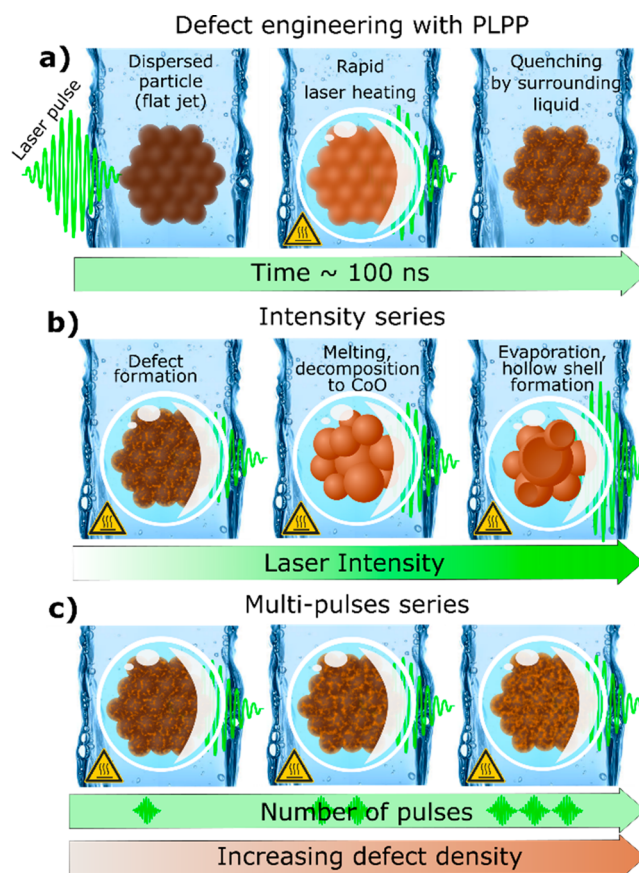 Defect engineering with PLPP
a)
Laser pulse
Dispersed
particle
(flat jet)
Rapid
laser heating
Quenching
by surrounding
liquid
Time ~ 100 ns
b)
Intensity series
Defect
formation
Melting,
decomposition
to CoO
Evaporation,
hollow shell
formation
Laser Intensity
c)
Multi-pulses series
Number of pulses
Increasing defect density